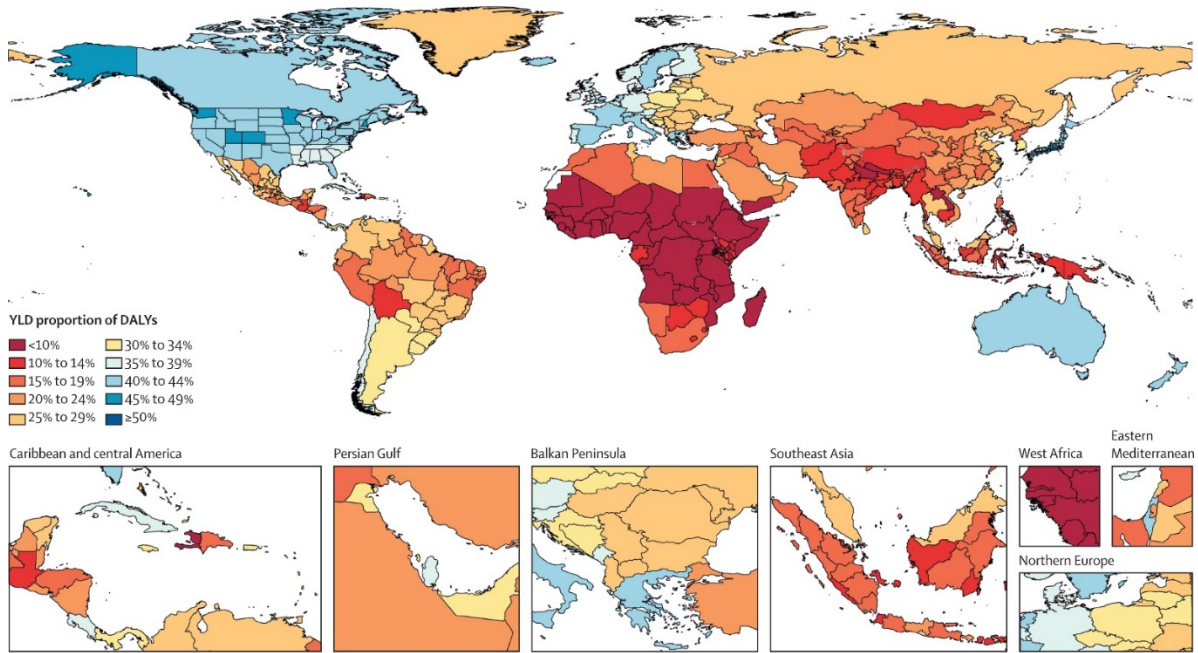 YLD proportion of DALYs
<10%
10% to 14%
15% to 19%
20% to 24%
25% to 29%
30% to 34%
35% to 39%
40% to 44%
45% to 49%
≥50%
Caribbean and central America
Persian Gulf
Balkan Peninsula
Southeast Asia
West Africa
Eastern
Mediterranean
Northern Europe